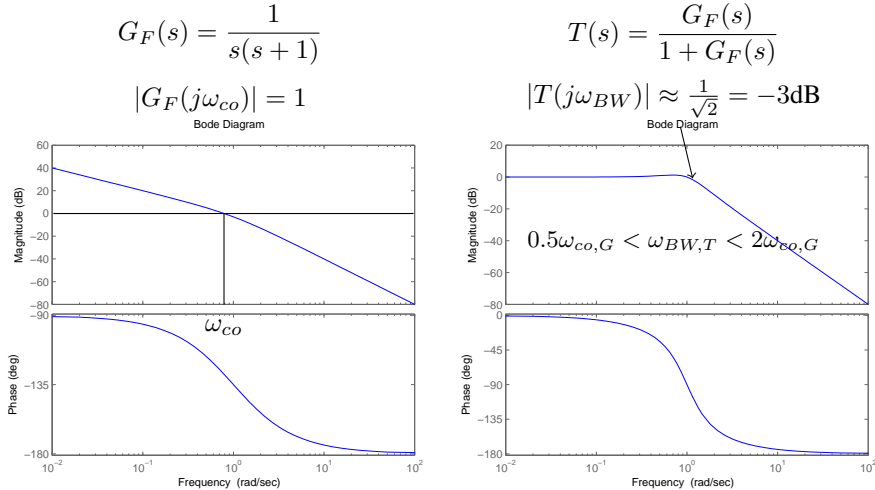 G_F(s) = 1 / s(s + 1)
|G_F(jω_co)| = 1
Bode Diagram
Magnitude (dB)
60
40
20
0
−20
−40
−60
−80
ω_co
Phase (deg)
−90
−135
−180
10^−2
10^−1
10^0
10^1
10^2
Frequency (rad/sec)
T(s) = G_F(s) / 1 + G_F(s)
|T(jω_BW)| ≈ 1/√2 = −3dB
Bode Diagram
Magnitude (dB)
20
0
−20
−40
−60
−80
0.5ω_co,G < ω_BW,T < 2ω_co,G
Phase (deg)
0
−45
−90
−135
−180
10^−2
10^−1
10^0
10^1
10^2
Frequency (rad/sec)